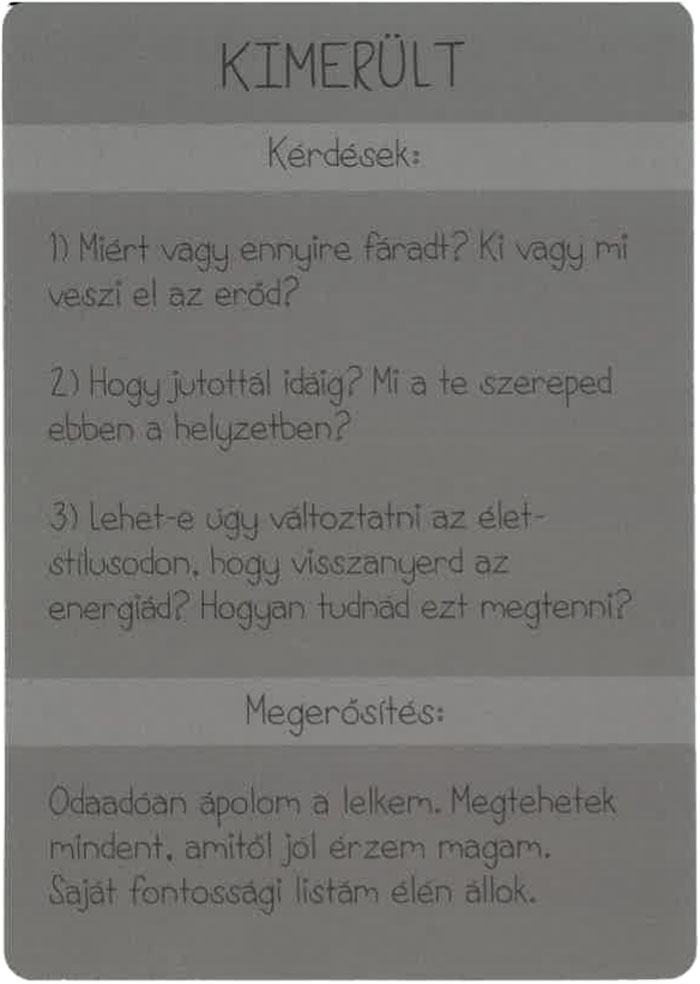 KIMERÜLT
Kérdések:
1) Miért vagy ennyire fáradt? Ki vagy mi
veszi el az erőd?
2) Hogy jutottál idáig? Mi a te szereped
ebben a helyzetben?
3) Lehet-e úgy változtatni az élet-
stílusodon, hogy visszanyerd az
energiád? Hogyan tudnád ezt megtenni?
Megerősítés:
Odaadóan ápolom a lelkem. Megtehetek
mindent, amitől jól érzem magam.
Saját fontossági listám élén állok.